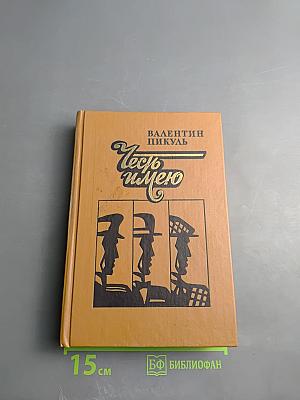 ВАЛЕНТИН
ПИКУЛЬ
Честь
имею
15 см
БФ БИБЛИОФАН